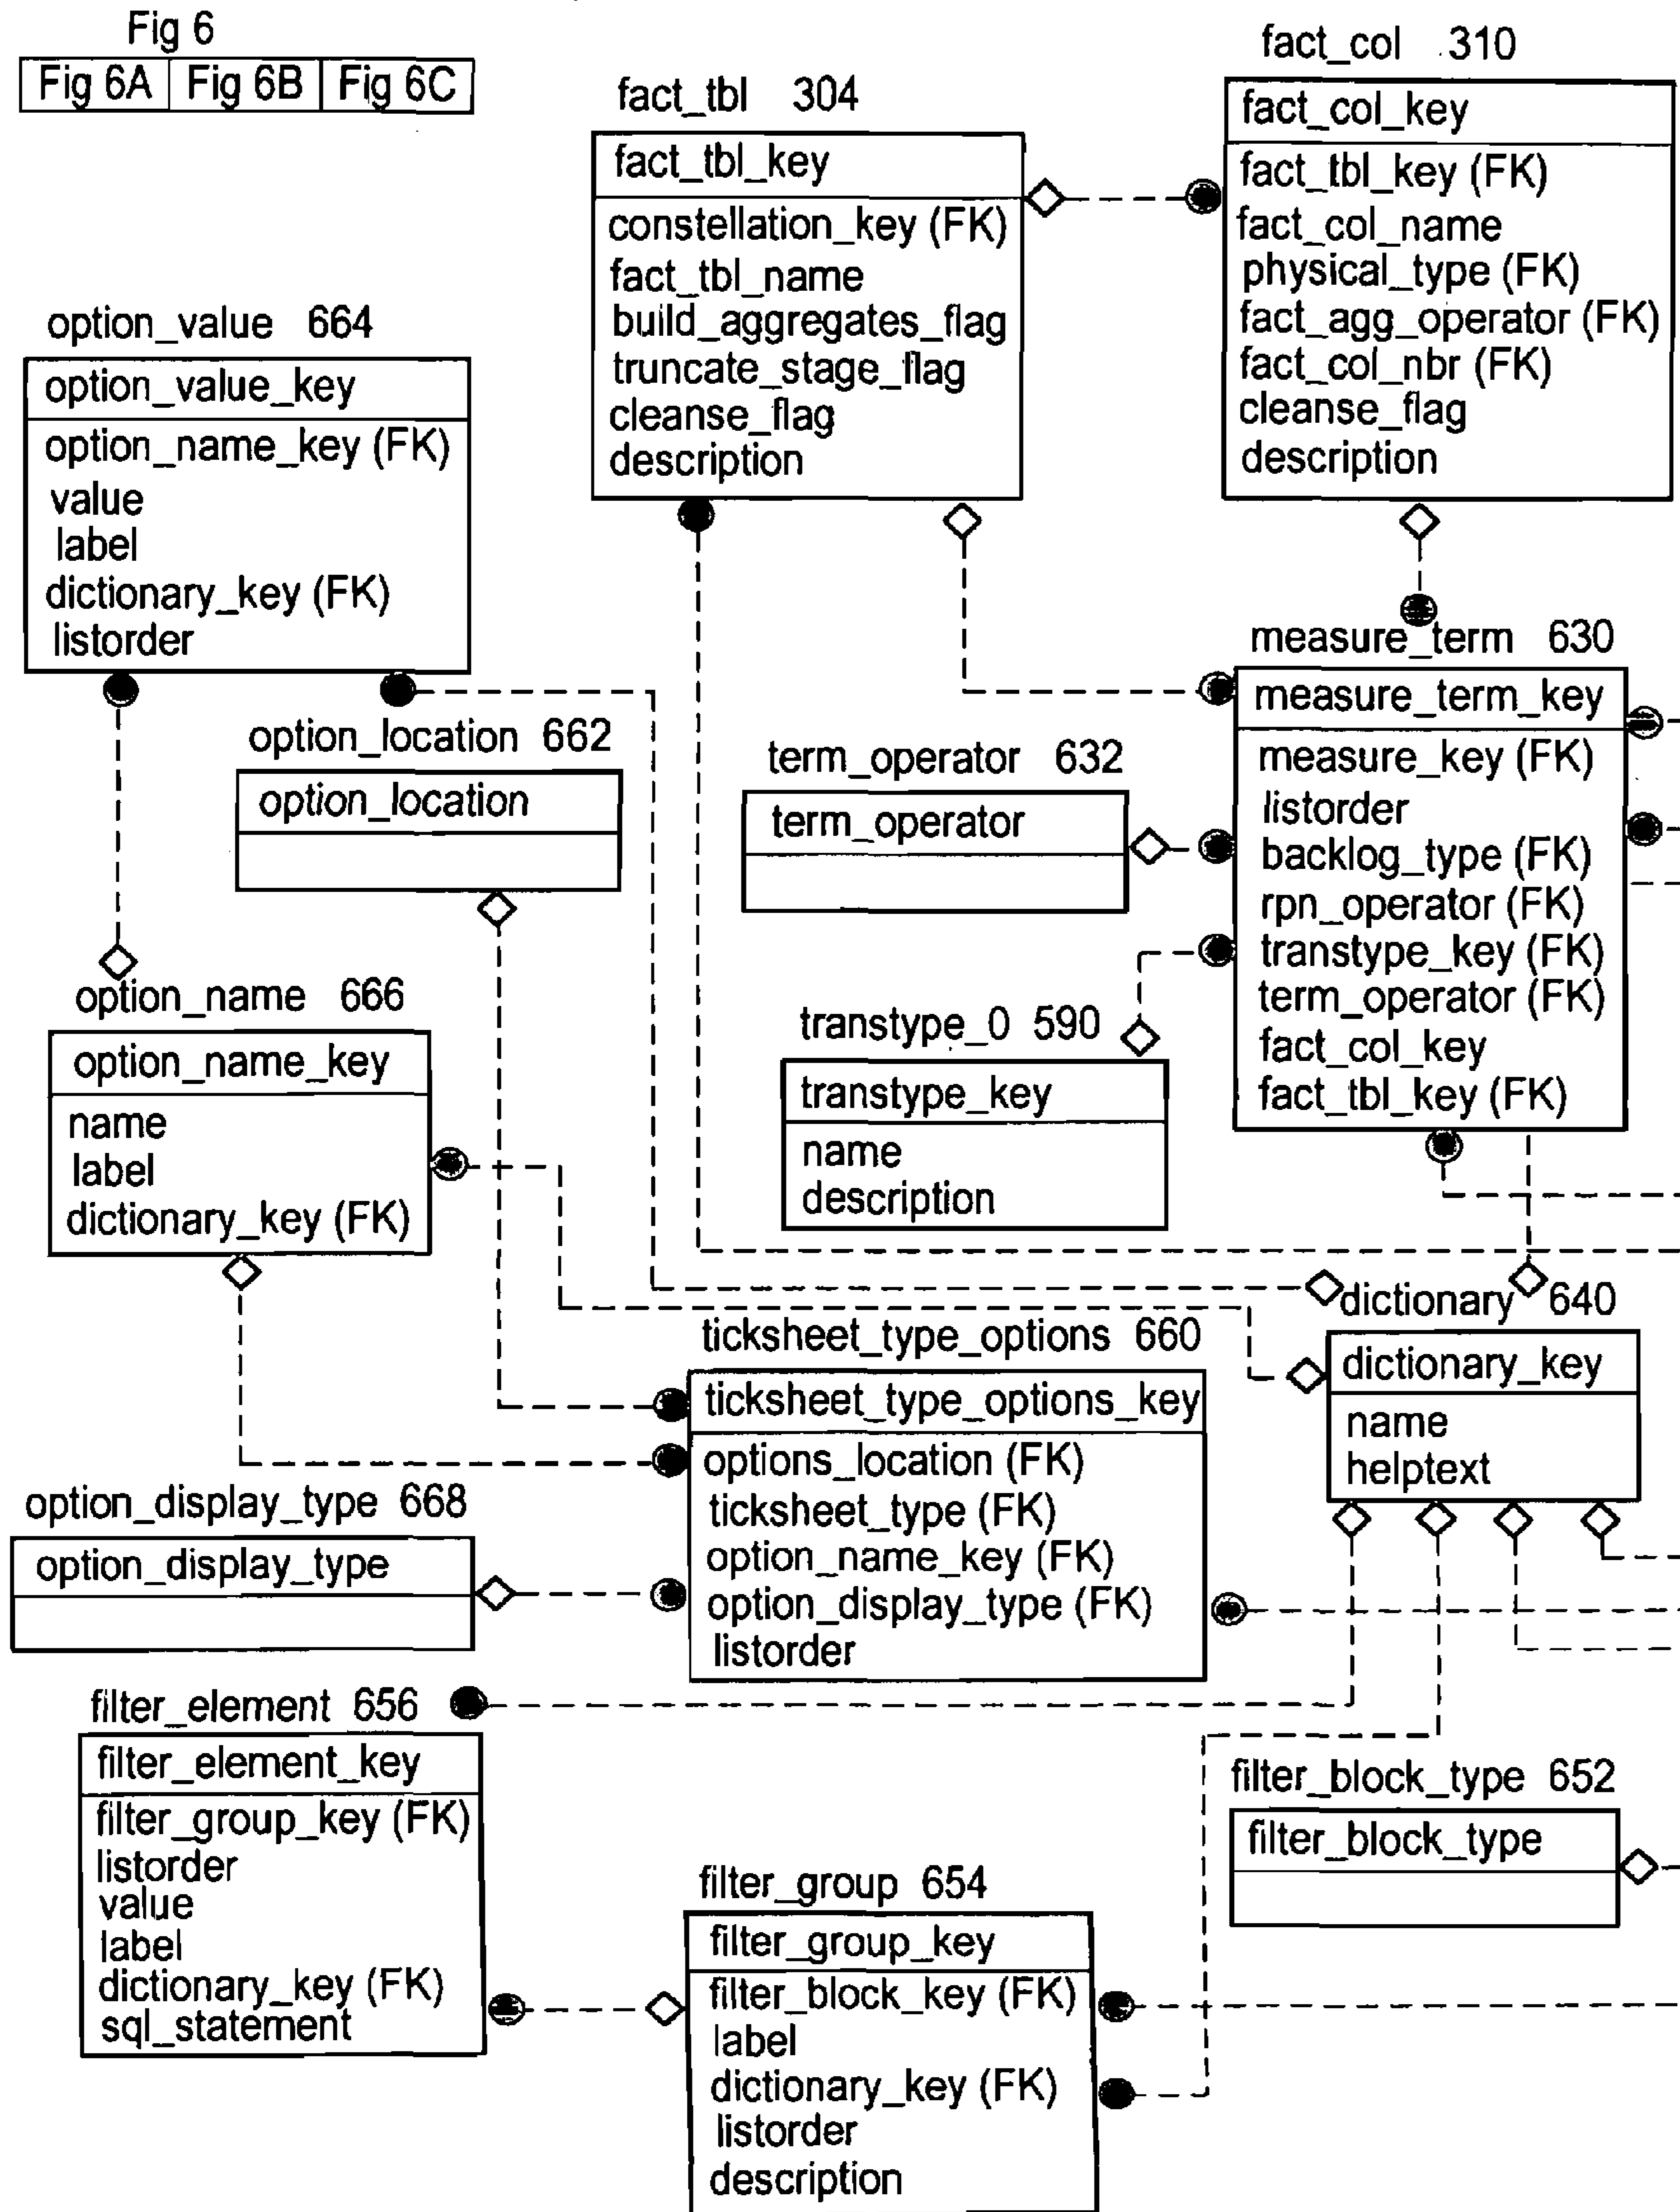 Fig 6
Fig 6A Fig 6B Fig 6C
fact_tbl 304
fact_tbl_key
constellation_key (FK)
fact_tbl_name
build_aggregates_flag
truncate_stage_flag
cleanse_flag
description
fact_col 310
fact_col_key
fact_tbl_key (FK)
fact_col_name
physical_type (FK)
fact_agg_operator (FK)
fact_col_nbr (FK)
cleanse_flag
description
option_value 664
option_value_key
option_name_key (FK)
value
label
dictionary_key (FK)
listorder
option_location 662
option_location
term_operator 632
term_operator
measure_term 630
measure_term_key
measure_key (FK)
listorder
backlog_type (FK)
rpn_operator (FK)
transtype_key (FK)
term_operator (FK)
fact_col_key
fact_tbl_key (FK)
option_name 666
option_name_key
name
label
dictionary_key (FK)
transtype_0 590
transtype_key
name
description
dictionary 640
dictionary_key
name
helptext
ticksheet_type_options 660
ticksheet_type_options_key
options_location (FK)
ticksheet_type (FK)
option_name_key (FK)
option_display_type (FK)
listorder
option_display_type 668
option_display_type
filter_element 656
filter_element_key
filter_group_key (FK)
listorder
value
label
dictionary_key (FK)
sql_statement
filter_block_type 652
filter_block_type
filter_group 654
filter_group_key
filter_block_key (FK)
label
dictionary_key (FK)
listorder
description